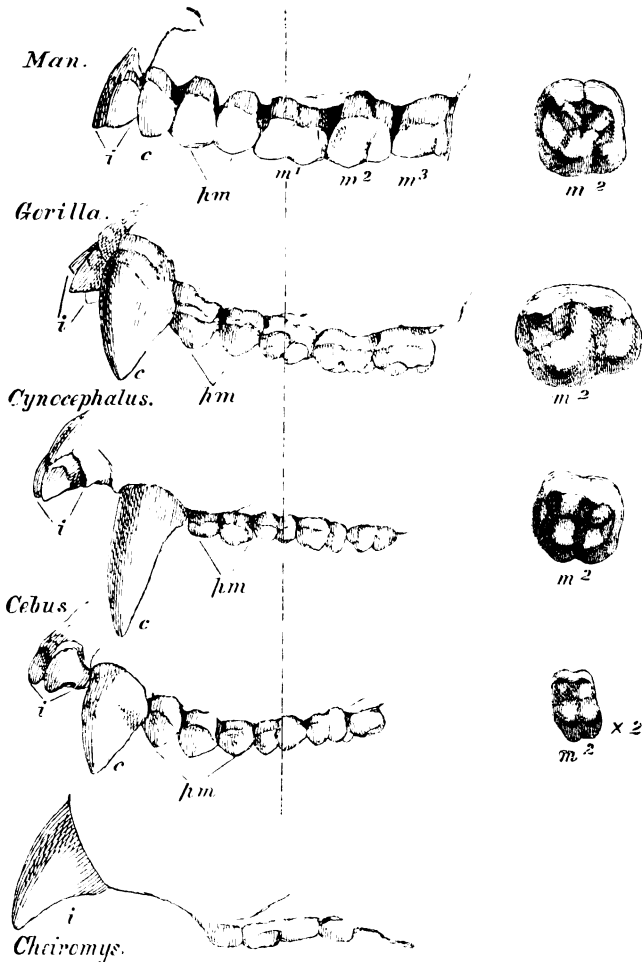 Man.
i c pm m¹ m² m³
m²
Gorilla.
i c pm
m²
Cynocephalus.
i c pm
m²
Cebus
i c pm
m² × 2
i
Cheiromys.